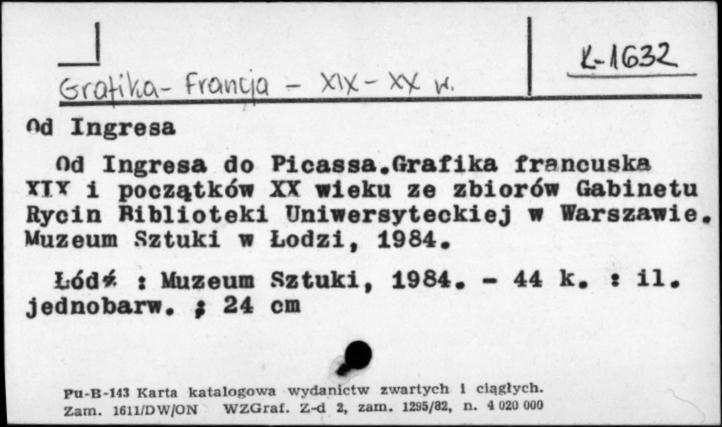 K-1632
Grafika - Francja - XIX - XX w.
Od Ingresa
Od Ingresa do Picassa.Grafika francuska
XIX i początków XX wieku ze zbiorów Gabinetu
Rycin Biblioteki Uniwersyteckiej w Warszawie.
Muzeum Sztuki w Łodzi, 1984.
Łódź : Muzeum Sztuki, 1984. - 44 k. : il.
jednobarw. ; 24 cm
Pu-B-143 Karta katalogowa wydanictw zwartych i ciągłych.
Zam. 1611/DW/ON WZGraf. Z-d 2, zam. 1295/82, n. 4 020 000